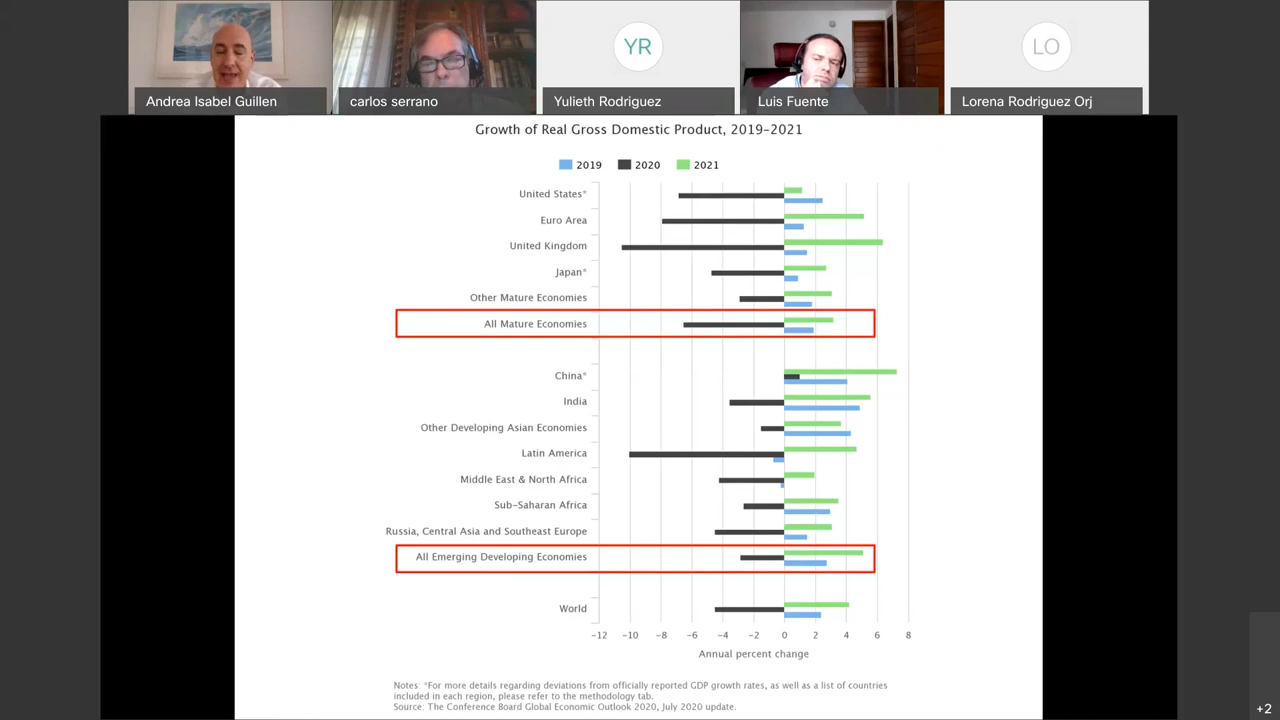 YR
LO
Andrea Isabel Guillen
carlos serrano
Yulieth Rodriguez
Luis Fuente
Lorena Rodriguez Orj
Growth of Real Gross Domestic Product, 2019–2021
2019 2020 2021
United States*
Euro Area
United Kingdom
Japan*
Other Mature Economies
All Mature Economies
China*
India
Other Developing Asian Economies
Latin America
Middle East & North Africa
Sub-Saharan Africa
Russia, Central Asia and Southeast Europe
All Emerging Developing Economies
World
−12 −10 −8 −6 −4 −2 0 2 4 6 8
Annual percent change
Notes: *For more details regarding deviations from officially reported GDP growth rates, as well as a list of countries
included in each region, please refer to the methodology tab.
Source: The Conference Board Global Economic Outlook 2020, July 2020 update.
+2